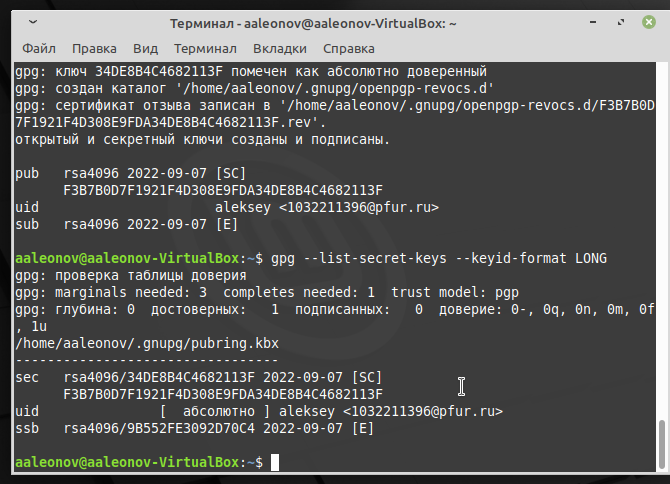 Терминал - aaleonov@aaleonov-VirtualBox: ~
Файл Правка Вид Терминал Вкладки Справка
gpg: ключ 34DE8B4C4682113F помечен как абсолютно доверенный
gpg: создан каталог '/home/aaleonov/.gnupg/openpgp-revocs.d'
gpg: сертификат отзыва записан в '/home/aaleonov/.gnupg/openpgp-revocs.d/F3B7B0D
7F1921F4D308E9FDA34DE8B4C4682113F.rev'.
открытый и секретный ключи созданы и подписаны.
pub rsa4096 2022-09-07 [SC]
F3B7B0D7F1921F4D308E9FDA34DE8B4C4682113F
uid aleksey <1032211396@pfur.ru>
sub rsa4096 2022-09-07 [E]
aaleonov@aaleonov-VirtualBox:~$ gpg --list-secret-keys --keyid-format LONG
gpg: проверка таблицы доверия
gpg: marginals needed: 3 completes needed: 1 trust model: pgp
gpg: глубина: 0 достоверных: 1 подписанных: 0 доверие: 0-, 0q, 0n, 0m, 0f
, 1u
/home/aaleonov/.gnupg/pubring.kbx
---------------------------------
sec rsa4096/34DE8B4C4682113F 2022-09-07 [SC]
F3B7B0D7F1921F4D308E9FDA34DE8B4C4682113F
uid [ абсолютно ] aleksey <1032211396@pfur.ru>
ssb rsa4096/9B552FE3092D70C4 2022-09-07 [E]
aaleonov@aaleonov-VirtualBox:~$